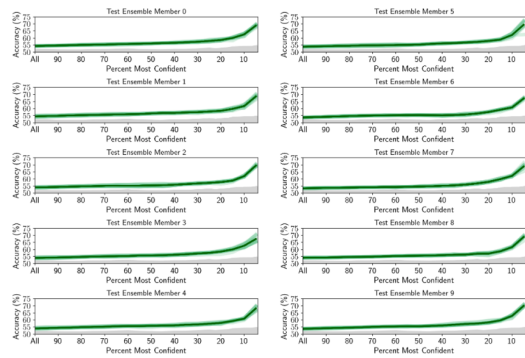 Test Ensemble Member 0
Accuracy (%)
75
70
65
60
55
50
All 90 80 70 60 50 40 30 20 10
Percent Most Confident
Test Ensemble Member 1
Accuracy (%)
75
70
65
60
55
50
All 90 80 70 60 50 40 30 20 10
Percent Most Confident
Test Ensemble Member 2
Accuracy (%)
75
70
65
60
55
50
All 90 80 70 60 50 40 30 20 10
Percent Most Confident
Test Ensemble Member 3
Accuracy (%)
75
70
65
60
55
50
All 90 80 70 60 50 40 30 20 10
Percent Most Confident
Test Ensemble Member 4
Accuracy (%)
75
70
65
60
55
50
All 90 80 70 60 50 40 30 20 10
Percent Most Confident
Test Ensemble Member 5
Accuracy (%)
75
70
65
60
55
50
All 90 80 70 60 50 40 30 20 10
Percent Most Confident
Test Ensemble Member 6
Accuracy (%)
75
70
65
60
55
50
All 90 80 70 60 50 40 30 20 10
Percent Most Confident
Test Ensemble Member 7
Accuracy (%)
75
70
65
60
55
50
All 90 80 70 60 50 40 30 20 10
Percent Most Confident
Test Ensemble Member 8
Accuracy (%)
75
70
65
60
55
50
All 90 80 70 60 50 40 30 20 10
Percent Most Confident
Test Ensemble Member 9
Accuracy (%)
75
70
65
60
55
50
All 90 80 70 60 50 40 30 20 10
Percent Most Confident